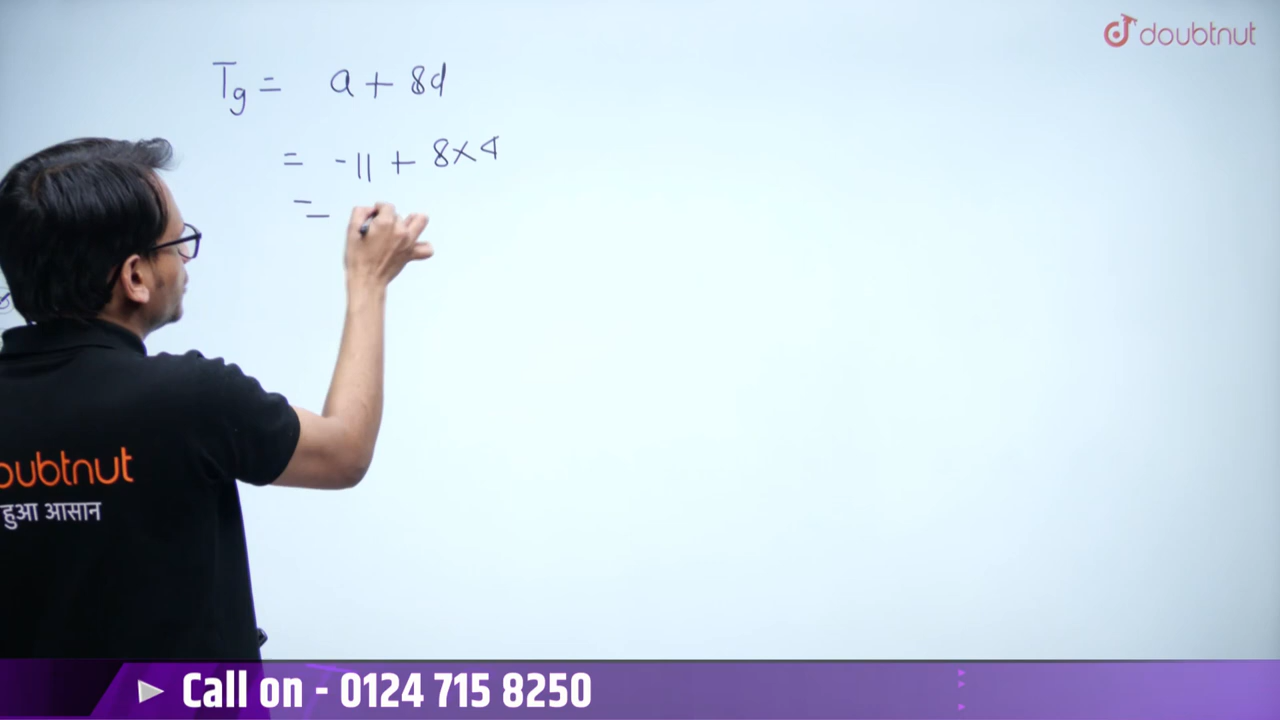 doubtnut
T9 = a + 8d
= -11 + 8×4
=
oubtnut
हुआ आसान
Call on - 0124 715 8250